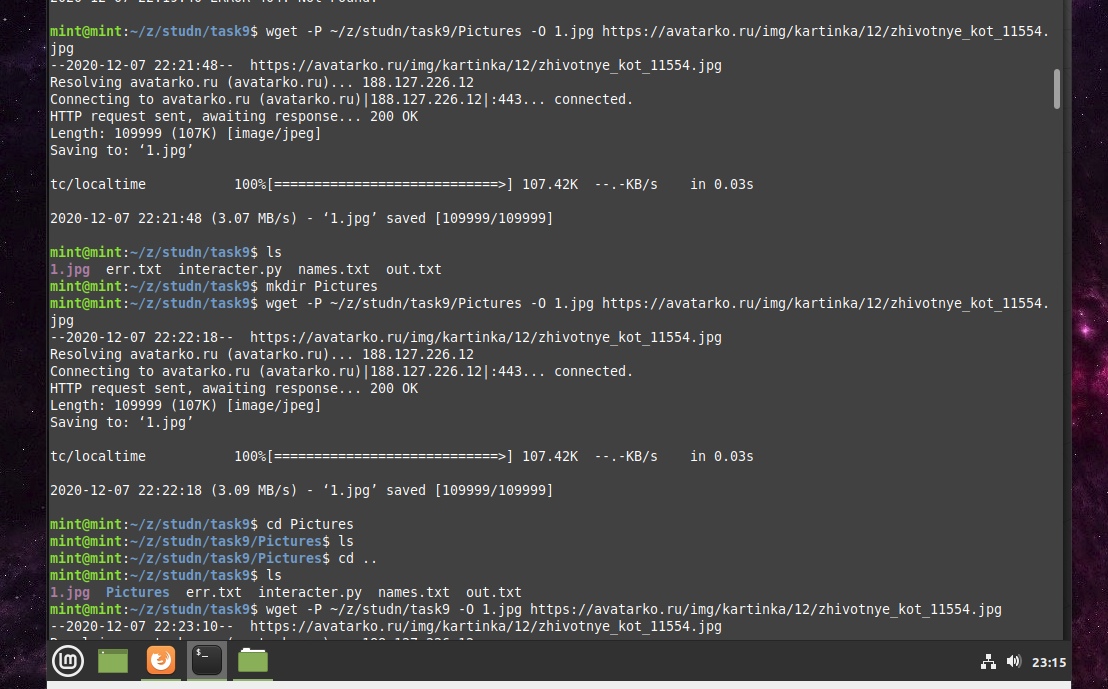 mint@mint:~/z/studn/task9$ wget -P ~/z/studn/task9/Pictures -O 1.jpg https://avatarko.ru/img/kartinka/12/zhivotnye_kot_11554.
jpg
--2020-12-07 22:21:48--  https://avatarko.ru/img/kartinka/12/zhivotnye_kot_11554.jpg
Resolving avatarko.ru (avatarko.ru)... 188.127.226.12
Connecting to avatarko.ru (avatarko.ru)|188.127.226.12|:443... connected.
HTTP request sent, awaiting response... 200 OK
Length: 109999 (107K) [image/jpeg]
Saving to: ‘1.jpg’
tc/localtime           100%[============================>] 107.42K  --.-KB/s    in 0.03s
2020-12-07 22:21:48 (3.07 MB/s) - ‘1.jpg’ saved [109999/109999]
mint@mint:~/z/studn/task9$ ls
1.jpg  err.txt  interacter.py  names.txt  out.txt
mint@mint:~/z/studn/task9$ mkdir Pictures
mint@mint:~/z/studn/task9$ wget -P ~/z/studn/task9/Pictures -O 1.jpg https://avatarko.ru/img/kartinka/12/zhivotnye_kot_11554.
jpg
--2020-12-07 22:22:18--  https://avatarko.ru/img/kartinka/12/zhivotnye_kot_11554.jpg
Resolving avatarko.ru (avatarko.ru)... 188.127.226.12
Connecting to avatarko.ru (avatarko.ru)|188.127.226.12|:443... connected.
HTTP request sent, awaiting response... 200 OK
Length: 109999 (107K) [image/jpeg]
Saving to: ‘1.jpg’
tc/localtime           100%[============================>] 107.42K  --.-KB/s    in 0.03s
2020-12-07 22:22:18 (3.09 MB/s) - ‘1.jpg’ saved [109999/109999]
mint@mint:~/z/studn/task9$ cd Pictures
mint@mint:~/z/studn/task9/Pictures$ ls
mint@mint:~/z/studn/task9/Pictures$ cd ..
mint@mint:~/z/studn/task9$ ls
1.jpg  Pictures  err.txt  interacter.py  names.txt  out.txt
mint@mint:~/z/studn/task9$ wget -P ~/z/studn/task9 -O 1.jpg https://avatarko.ru/img/kartinka/12/zhivotnye_kot_11554.jpg
--2020-12-07 22:23:10--  https://avatarko.ru/img/kartinka/12/zhivotnye_kot_11554.jpg
$_
23:15